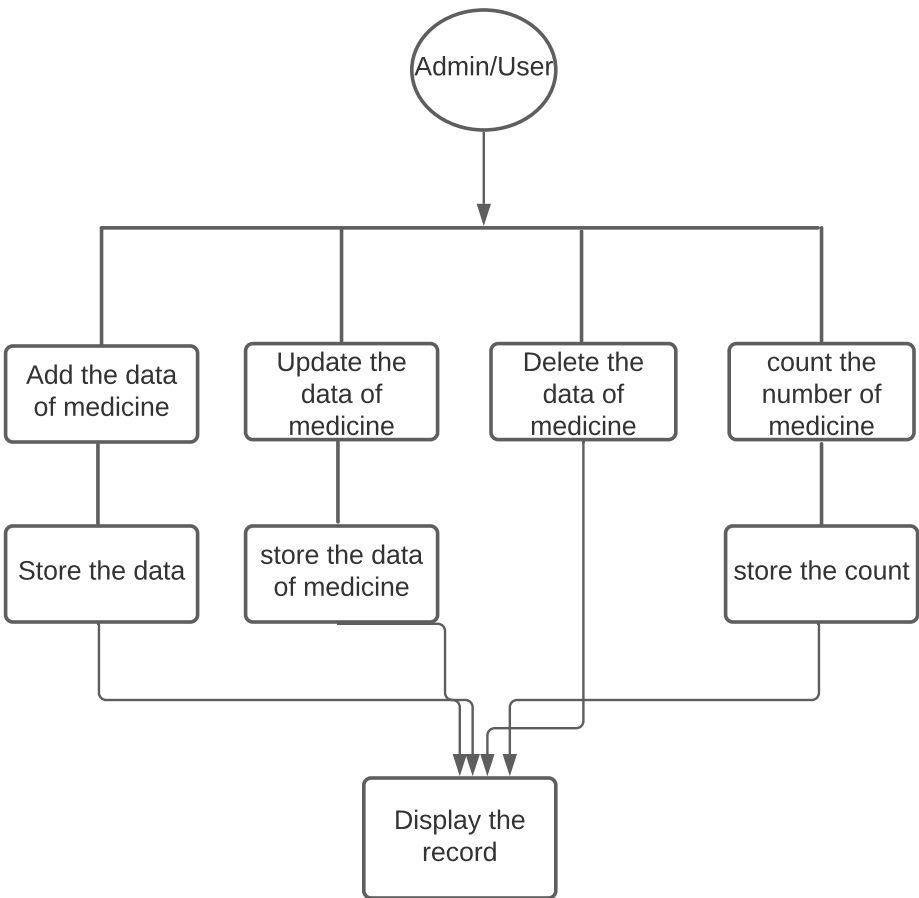 Admin/User
Add the data
of medicine
Update the
data of
medicine
Delete the
data of
medicine
count the
number of
medicine
Store the data
store the data
of medicine
store the count
Display the
record